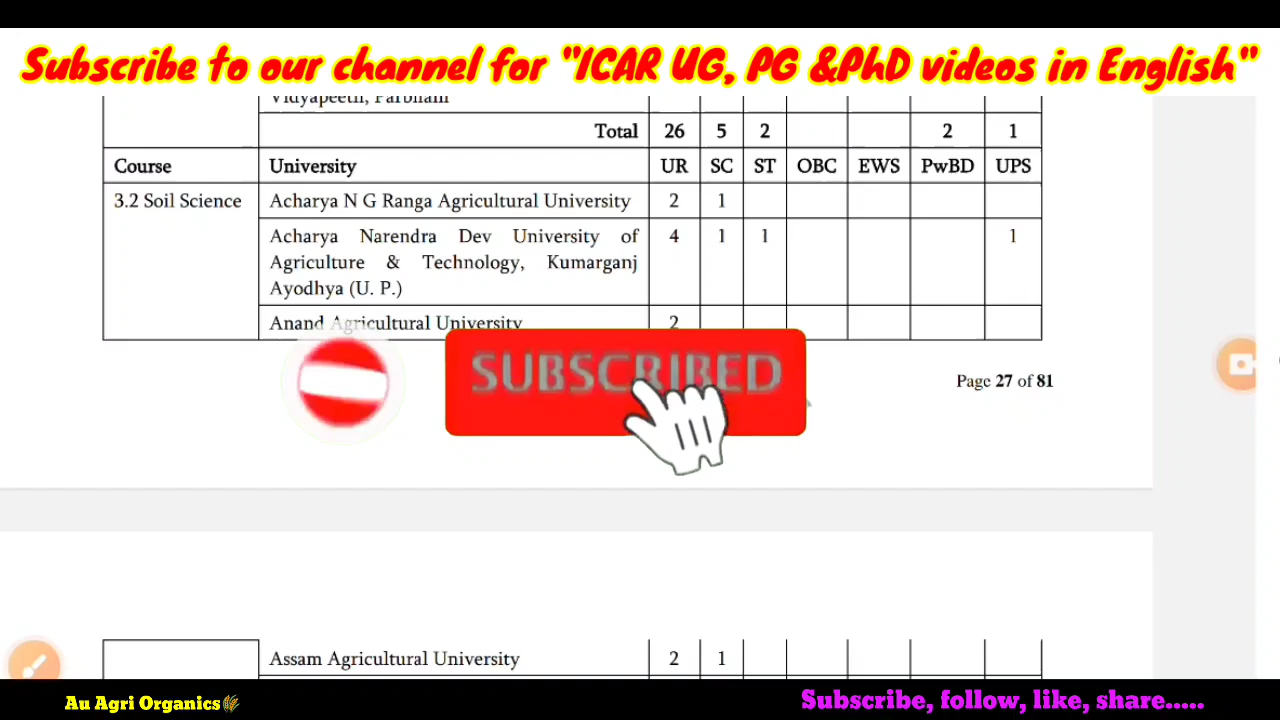 Subscribe to our channel for "ICAR UG, PG &PhD videos in English"
Vidyapeeth, Parbhani
Total 26 5 2 2 1
Course University UR SC ST OBC EWS PwBD UPS
3.2 Soil Science Acharya N G Ranga Agricultural University 2 1
Acharya Narendra Dev University of 4 1 1 1
Agriculture & Technology, Kumarganj
Ayodhya (U. P.)
Anand Agricultural University 2
SUBSCRIBED
Page 27 of 81
Assam Agricultural University 2 1
Au Agri Organics
Subscribe, follow, like, share.....